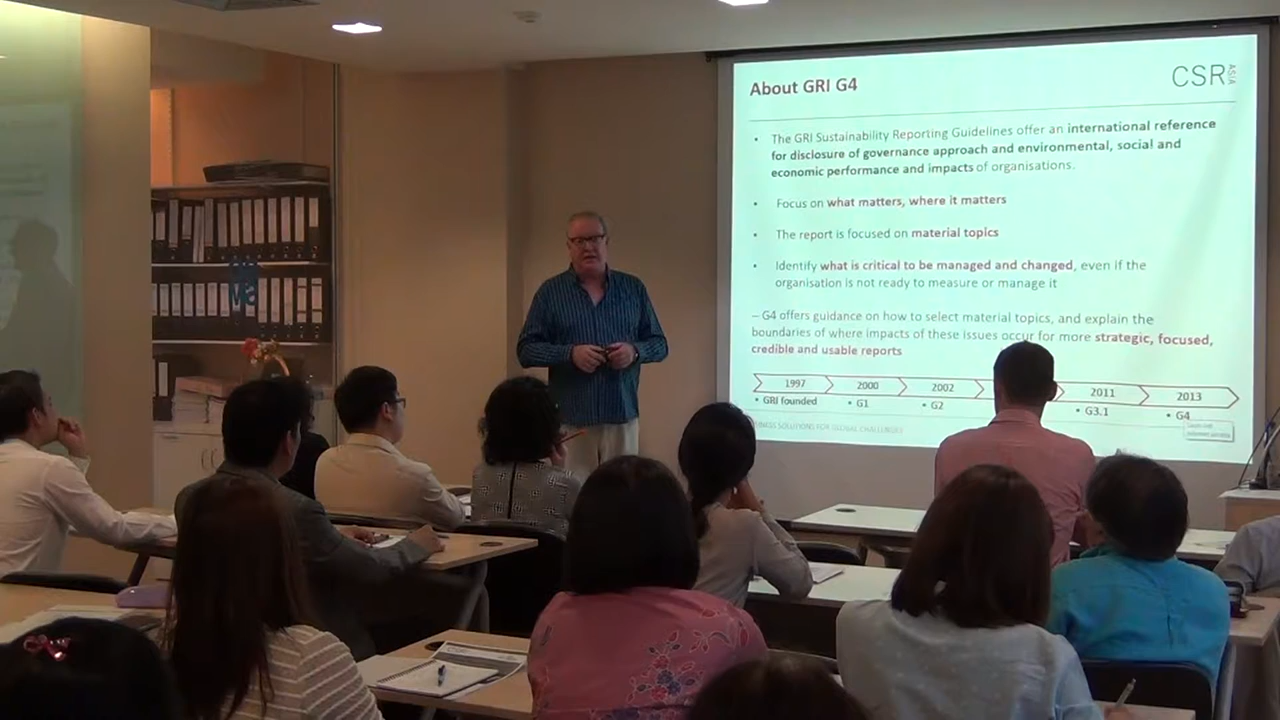 About GRI G4
CSR ASIA
• The GRI Sustainability Reporting Guidelines offer an international reference
for disclosure of governance approach and environmental, social and
economic performance and impacts of organisations.
• Focus on what matters, where it matters
• The report is focused on material topics
• Identify what is critical to be managed and changed, even if the
organisation is not ready to measure or manage it
– G4 offers guidance on how to select material topics, and explain the
boundaries of where impacts of these issues occur for more strategic, focused,
credible and usable reports
1997 2000 2002 2011 2013
• GRI founded • G1 • G2 • G3.1 • G4
SOLUTIONS FOR GLOBAL CHALLENGES